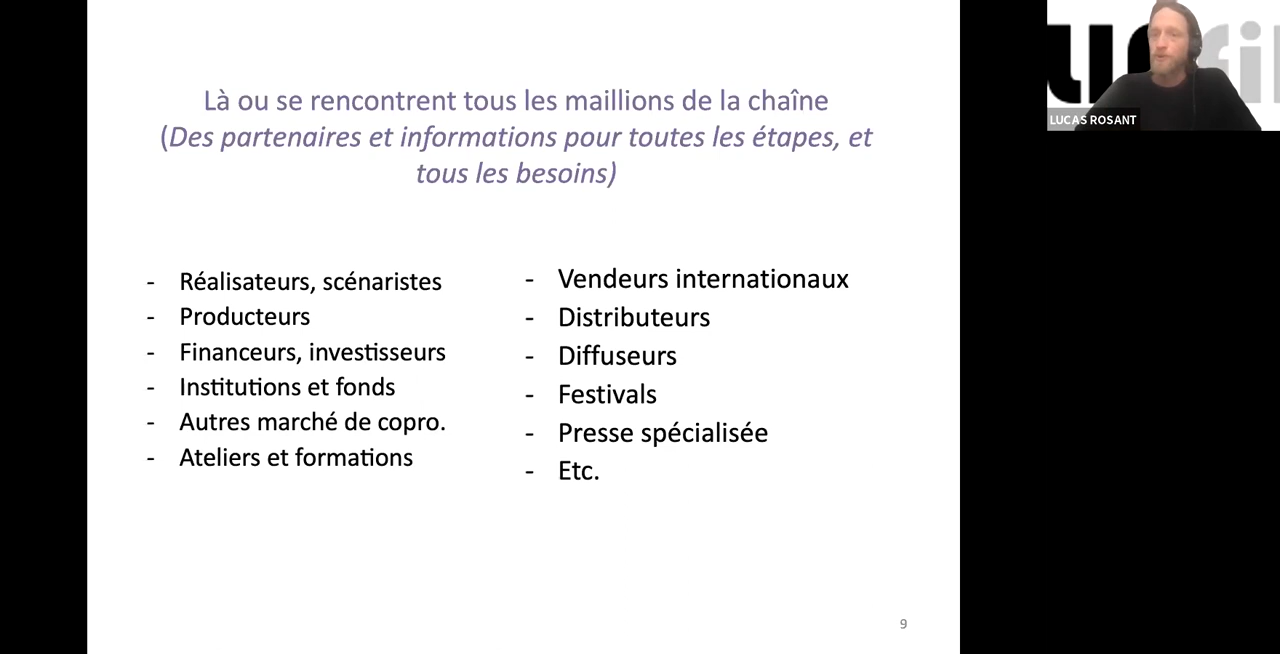 Là ou se rencontrent tous les maillions de la chaîne
(Des partenaires et informations pour toutes les étapes, et
tous les besoins)
- Réalisateurs, scénaristes
- Producteurs
- Financeurs, investisseurs
- Institutions et fonds
- Autres marché de copro.
- Ateliers et formations
- Vendeurs internationaux
- Distributeurs
- Diffuseurs
- Festivals
- Presse spécialisée
- Etc.
9
LUCAS ROSANT